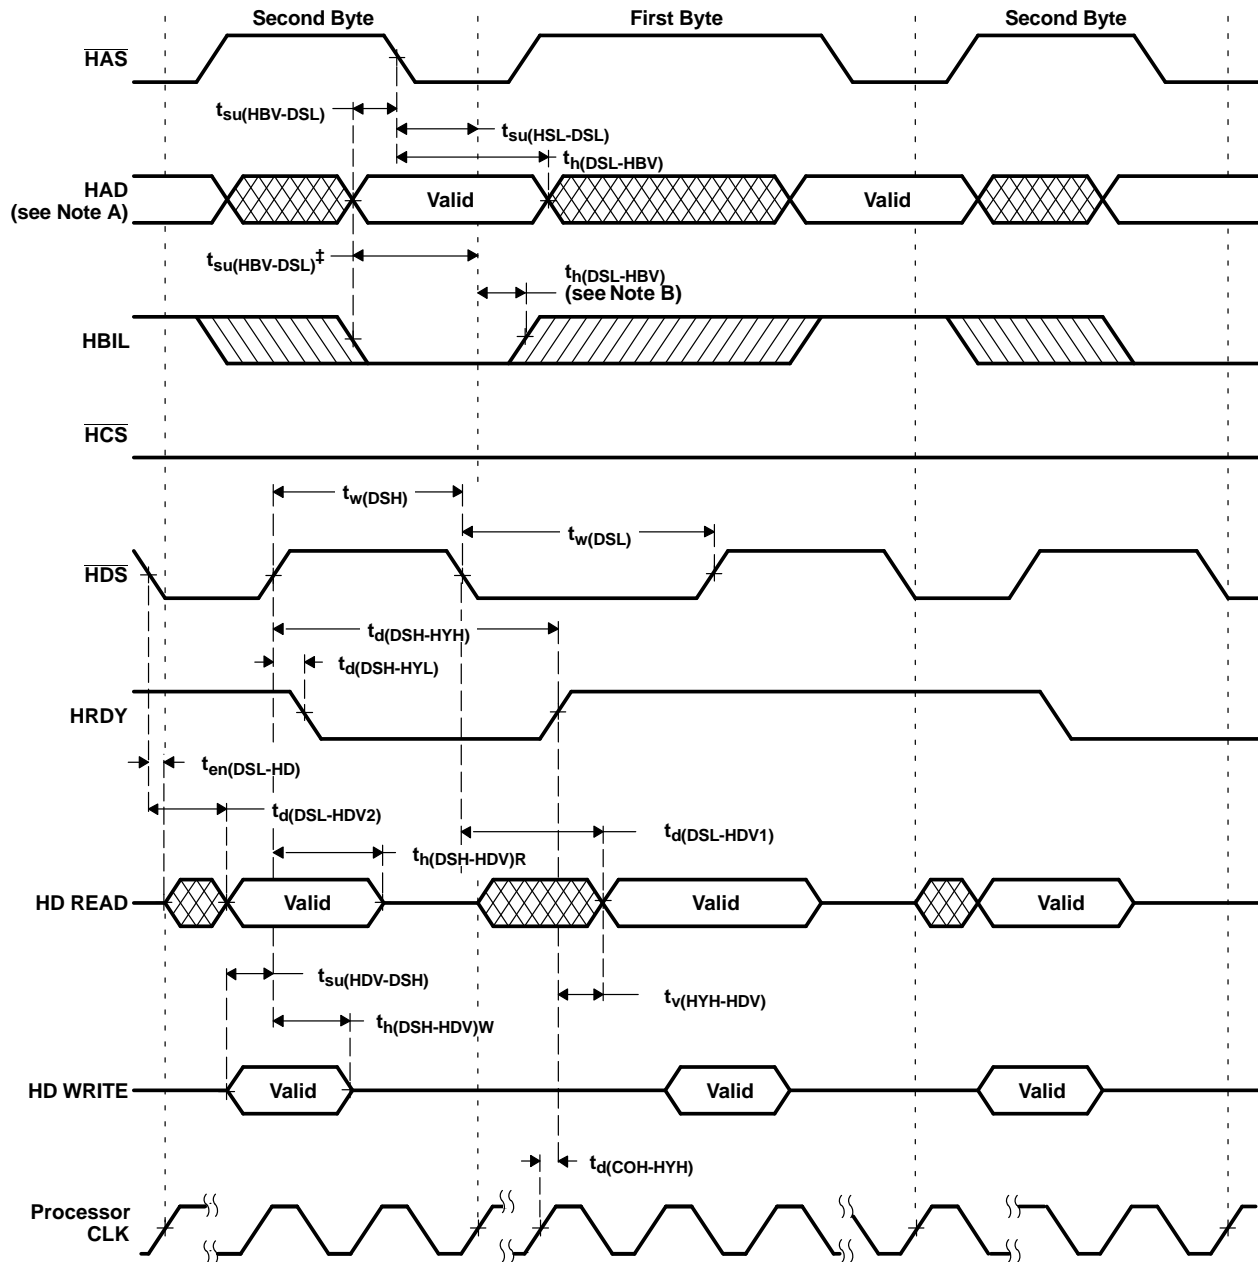 Second Byte First Byte Second Byte
HAS
tsu(HBV-DSL)
tsu(HSL-DSL)
th(DSL-HBV)
HAD
(see Note A)
Valid Valid
tsu(HBV-DSL)‡
th(DSL-HBV)
(see Note B)
HBIL
HCS
tw(DSH)
tw(DSL)
HDS
td(DSH-HYH)
td(DSH-HYL)
HRDY
ten(DSL-HD)
td(DSL-HDV2)
td(DSL-HDV1)
th(DSH-HDV)R
HD READ Valid Valid Valid
tsu(HDV-DSH)
tv(HYH-HDV)
th(DSH-HDV)W
HD WRITE Valid Valid Valid
td(COH-HYH)
Processor
CLK